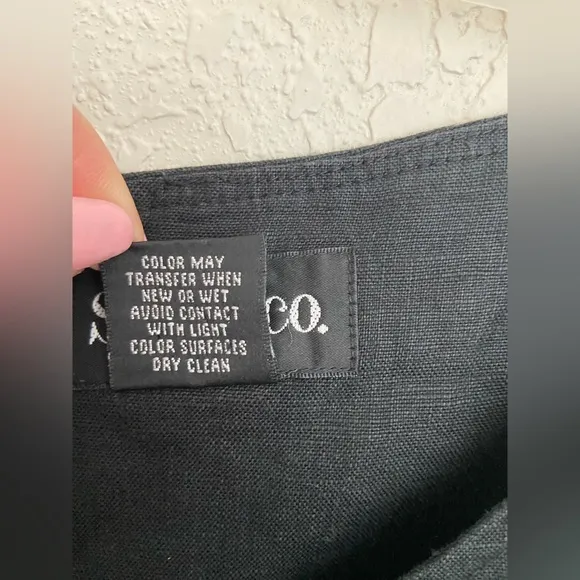 COLOR MAY
TRANSFER WHEN
NEW OR WET
AVOID CONTACT
WITH LIGHT
COLOR SURFACES
DRY CLEAN
CO.